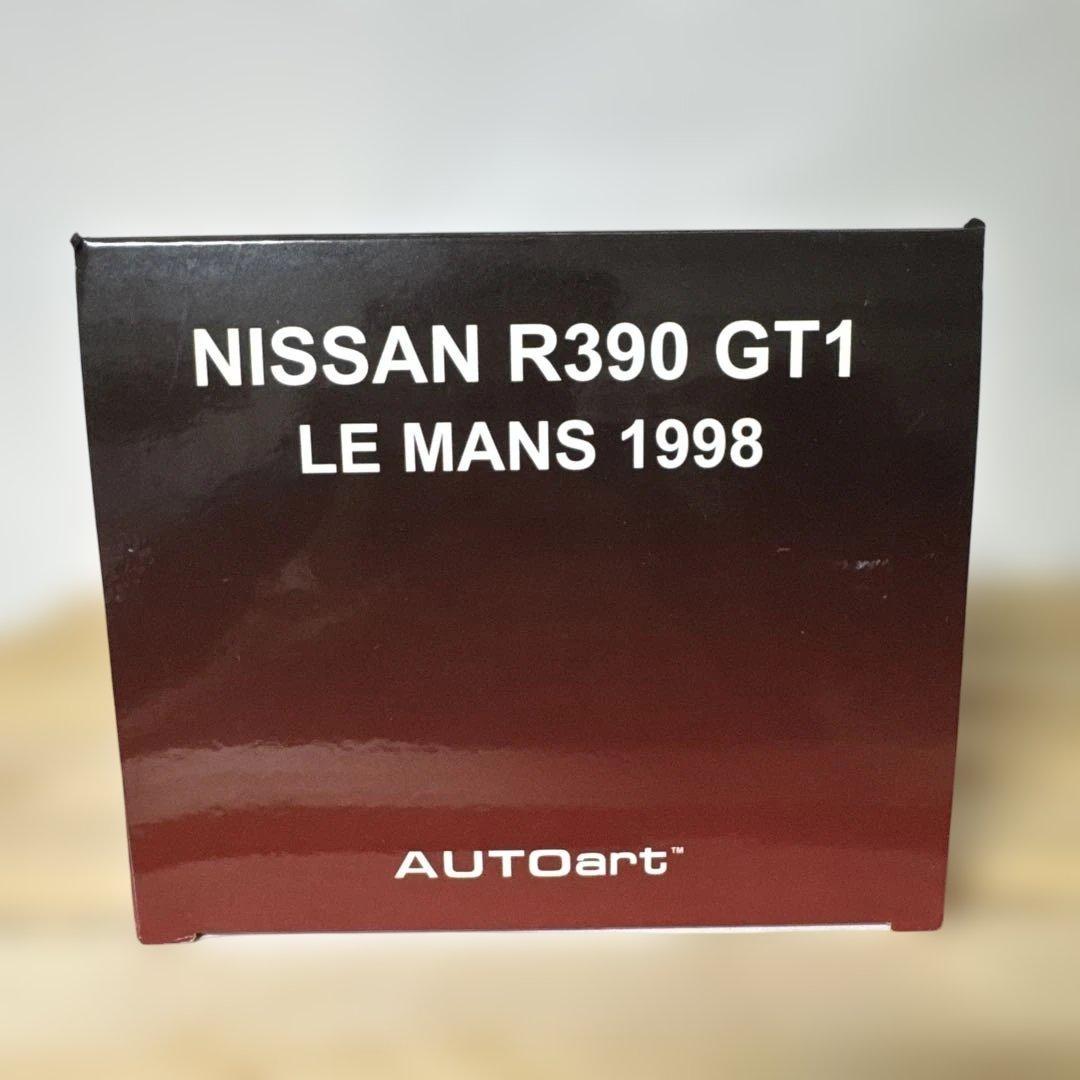 NISSAN R390 GT1
LE MANS 1998
AUTOart™